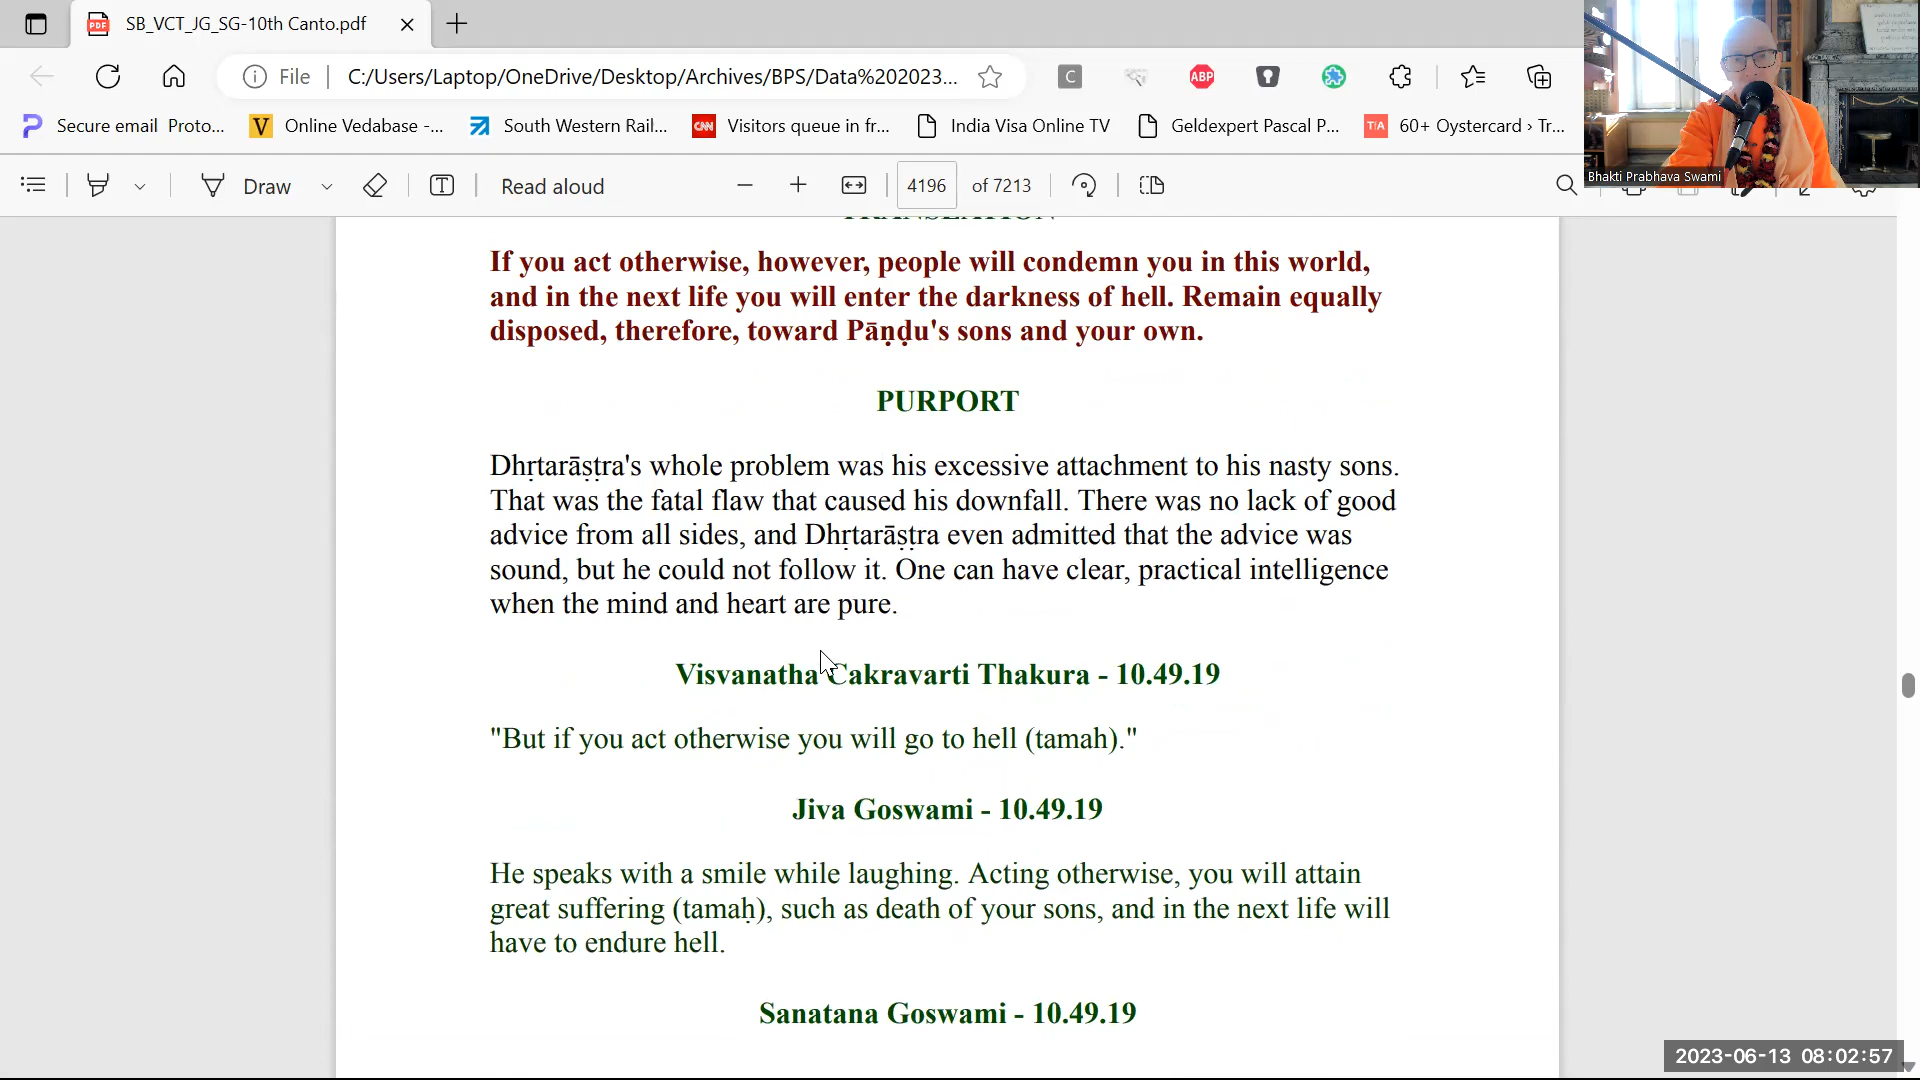 SB_VCT_JG_SG-10th Canto.pdf
File
C:/Users/Laptop/OneDrive/Desktop/Archives/BPS/Data%202023...
C
ABP
Secure email Proto...
V Online Vedabase -...
South Western Rail...
CNN Visitors queue in fr...
India Visa Online TV
Geldexpert Pascal P...
T/A 60+ Oystercard › Tr...
Bhakti Prabhava Swami
Draw
Read aloud
4196 of 7213
TRANSLATION
If you act otherwise, however, people will condemn you in this world,
and in the next life you will enter the darkness of hell. Remain equally
disposed, therefore, toward Pāṇḍu's sons and your own.
PURPORT
Dhṛtarāṣṭra's whole problem was his excessive attachment to his nasty sons.
That was the fatal flaw that caused his downfall. There was no lack of good
advice from all sides, and Dhṛtarāṣṭra even admitted that the advice was
sound, but he could not follow it. One can have clear, practical intelligence
when the mind and heart are pure.
Visvanatha Cakravarti Thakura - 10.49.19
"But if you act otherwise you will go to hell (tamah)."
Jiva Goswami - 10.49.19
He speaks with a smile while laughing. Acting otherwise, you will attain
great suffering (tamaḥ), such as death of your sons, and in the next life will
have to endure hell.
Sanatana Goswami - 10.49.19
2023-06-13 08:02:57